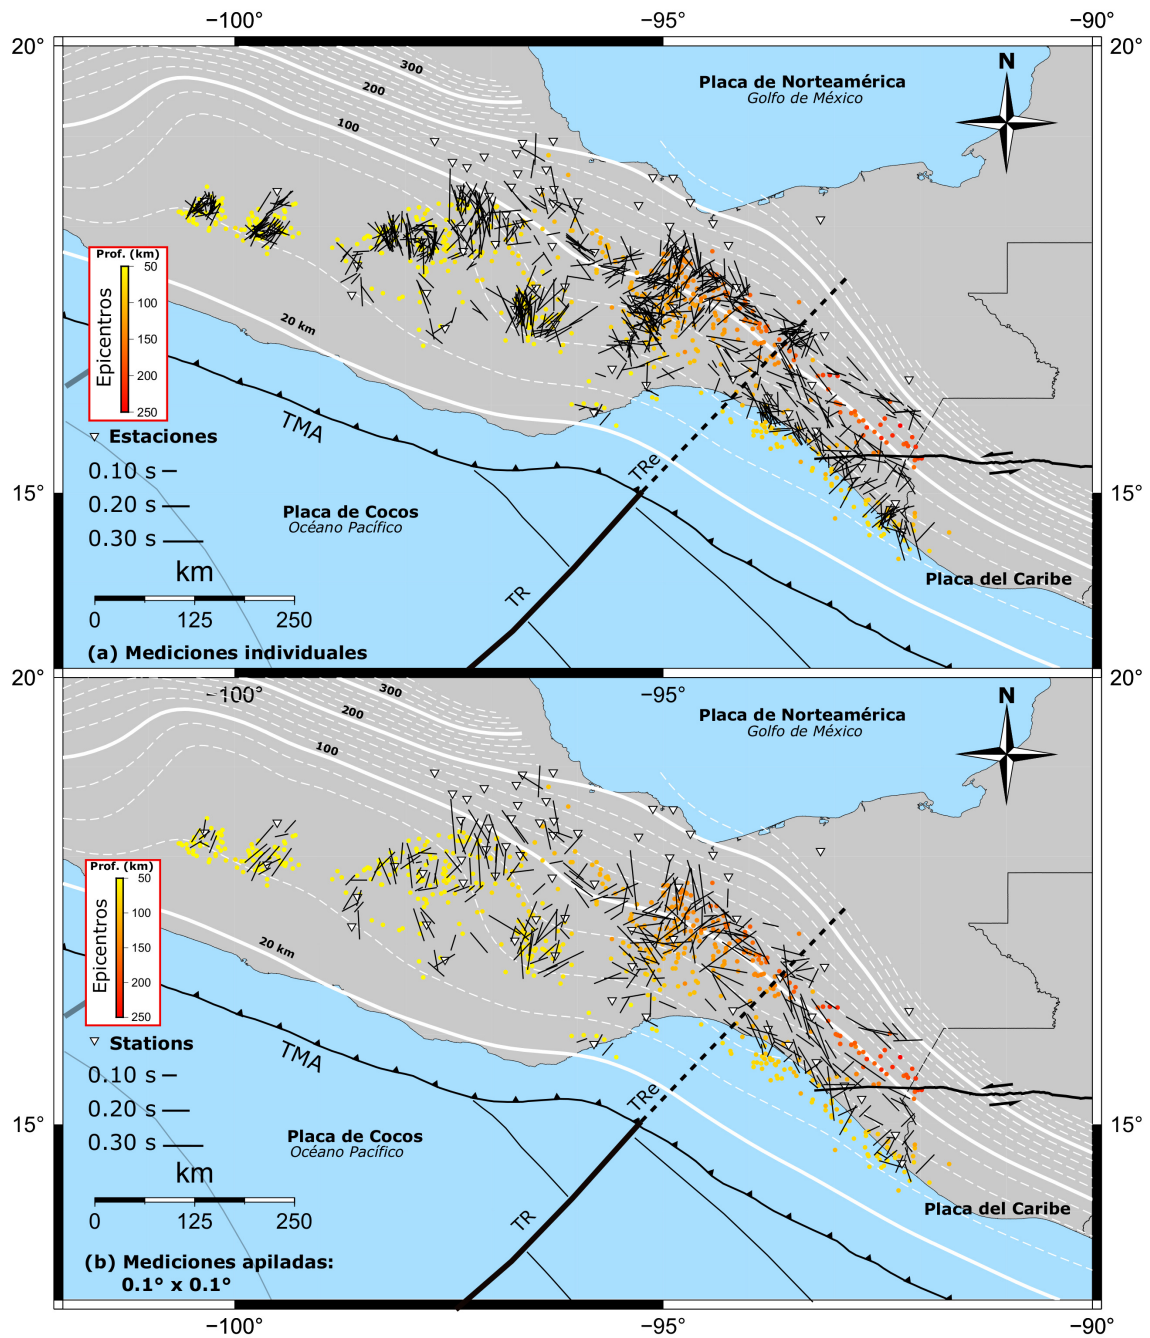 −100°
−95°
−90°
20°
20°
300
200
100
Placa de Norteamérica
Golfo de México
N
Prof. (km)
50
100
150
200
250
Epicentros
20 km
TMA
Estaciones
0.10 s
0.20 s
0.30 s
km
0
125
250
TRe
15°
15°
Placa de Cocos
Océano Pacífico
TR
Placa del Caribe
(a) Mediciones individuales
20°
−100°
−95°
20°
300
200
100
Placa de Norteamérica
Golfo de México
N
Prof. (km)
50
100
150
200
250
Epicentros
20 km
TMA
Stations
0.10 s
0.20 s
0.30 s
km
0
125
250
TRe
15°
15°
Placa de Cocos
Océano Pacífico
TR
Placa del Caribe
(b) Mediciones apiladas:
0.1° x 0.1°
−100°
−95°
−90°